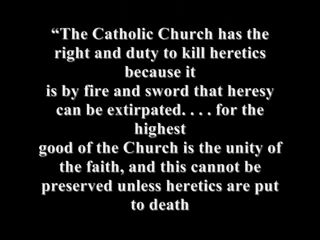 “The Catholic Church has the
right and duty to kill heretics
because it
is by fire and sword that heresy
can be extirpated. . . . for the
highest
good of the Church is the unity of
the faith, and this cannot be
preserved unless heretics are put
to death